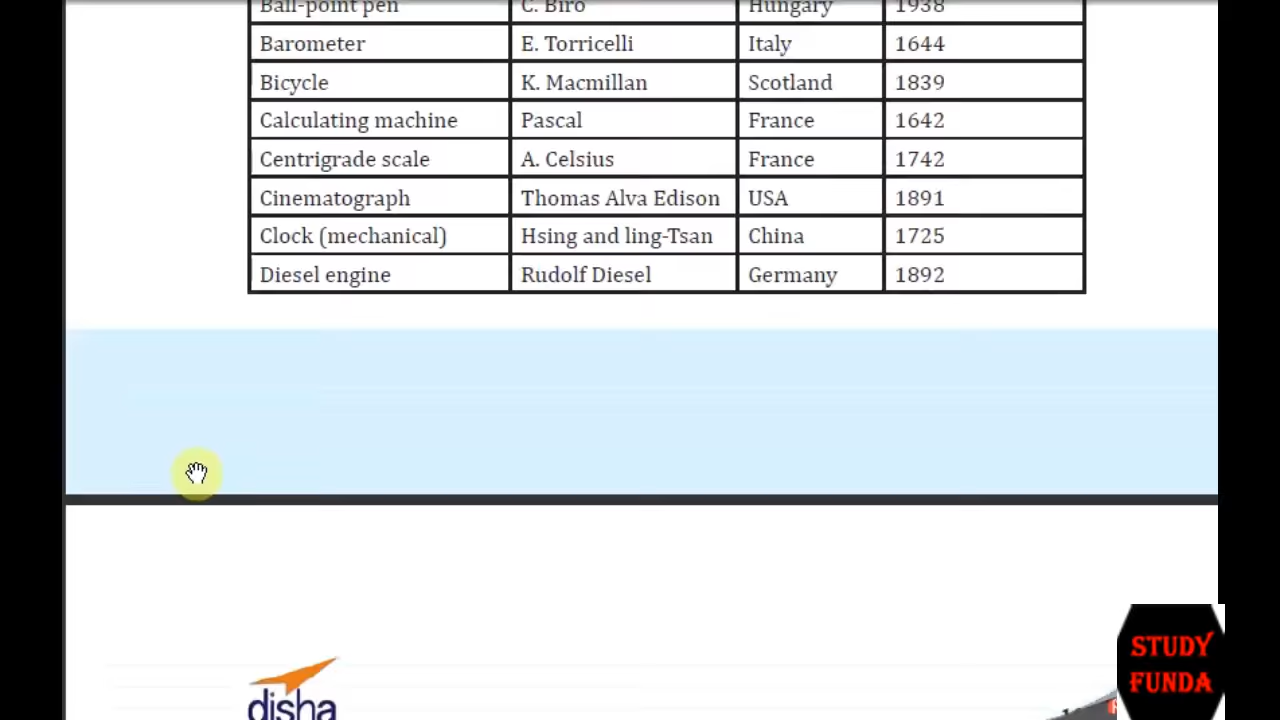 Ball-point pen C. Biro Hungary 1938
Barometer E. Torricelli Italy 1644
Bicycle K. Macmillan Scotland 1839
Calculating machine Pascal France 1642
Centrigrade scale A. Celsius France 1742
Cinematograph Thomas Alva Edison USA 1891
Clock (mechanical) Hsing and ling-Tsan China 1725
Diesel engine Rudolf Diesel Germany 1892
disha
STUDY
FUNDA